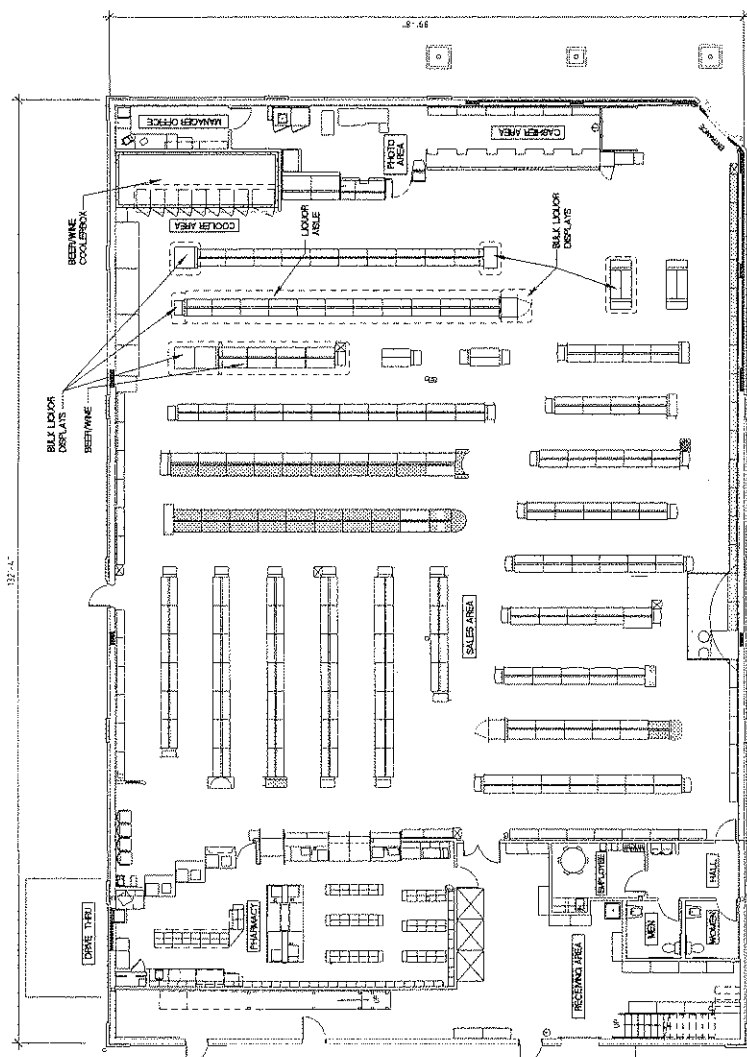 99'-8"
132'-4"
MANAGER OFFICE
CASHIER AREA
PHOTO
AREA
ENTRANCE
BEER/WINE
COOLERBOX
COOLER AREA
LIQUOR
AISLE
BULK LIQUOR
DISPLAYS
BULK LIQUOR
DISPLAYS
BEER/WINE
SALES AREA
DRIVE THRU
PHARMACY
EMPLOYEE
HALL
MEN
WOMEN
RECEIVING AREA
UP
UP